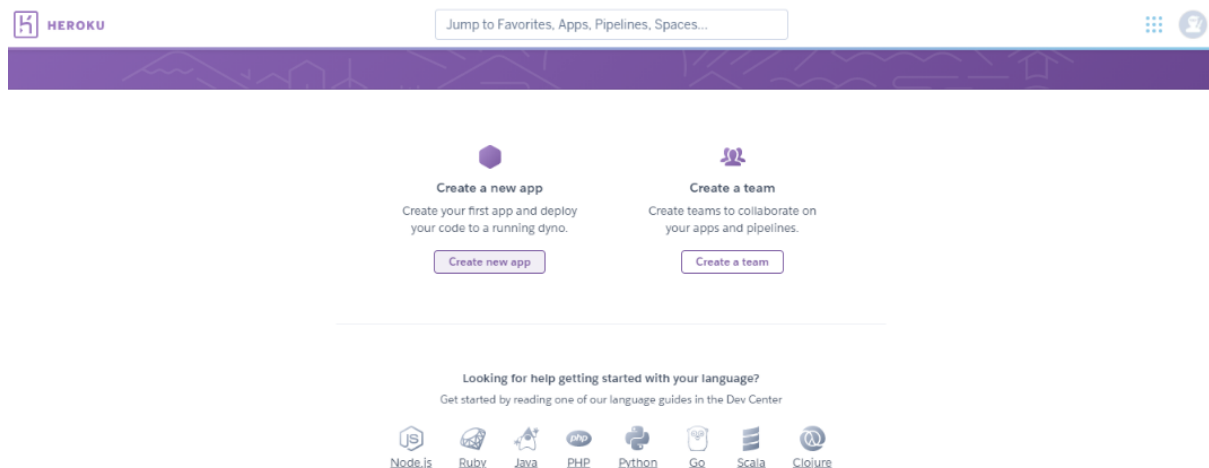 HEROKU
Jump to Favorites, Apps, Pipelines, Spaces...
Create a new app
Create your first app and deploy
your code to a running dyno.
Create new app
Create a team
Create teams to collaborate on
your apps and pipelines.
Create a team
Looking for help getting started with your language?
Get started by reading one of our language guides in the Dev Center
JS
php
Node.js Ruby Java PHP Python Go Scala Clojure